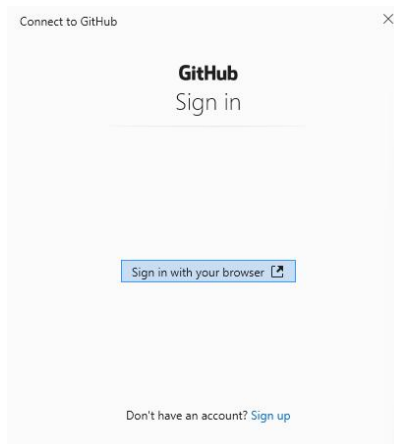 Connect to GitHub
GitHub
Sign in
Sign in with your browser
Don't have an account? Sign up